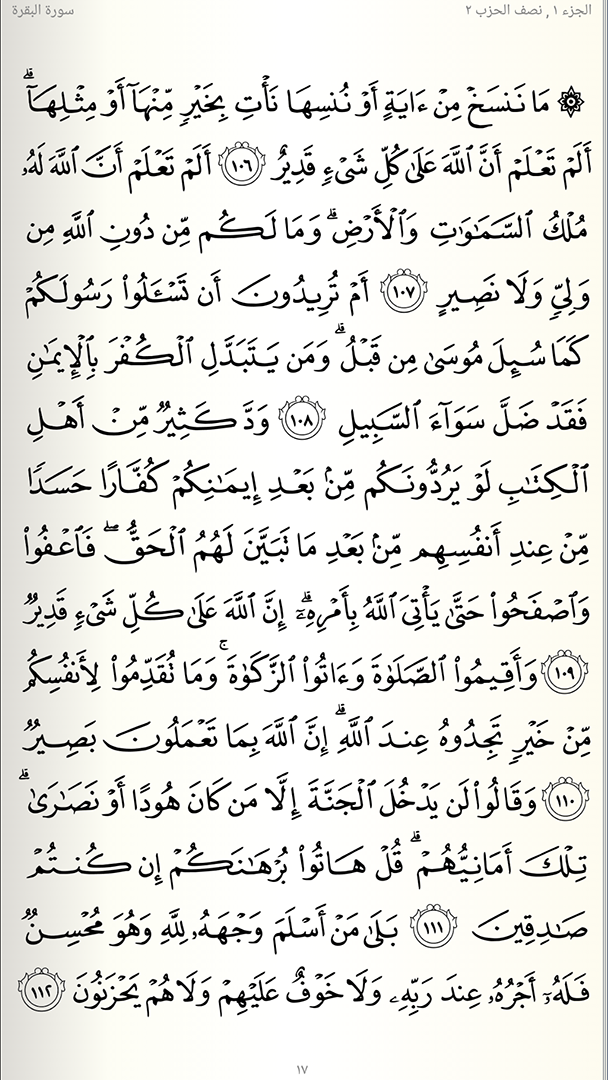 سورة البقرة
الجزء ١ , نصف الحزب ٢
۞ مَا نَنسَخۡ مِنۡ ءَايَةٍ أَوۡ نُنسِهَا نَأۡتِ بِخَيۡرٖ مِّنۡهَآ أَوۡ مِثۡلِهَآۗ
أَلَمۡ تَعۡلَمۡ أَنَّ ٱللَّهَ عَلَىٰ كُلِّ شَيۡءٖ قَدِيرٌ ١٠٦ أَلَمۡ تَعۡلَمۡ أَنَّ ٱللَّهَ لَهُۥ
مُلۡكُ ٱلسَّمَٰوَٰتِ وَٱلۡأَرۡضِۗ وَمَا لَكُم مِّن دُونِ ٱللَّهِ مِن
وَلِيّٖ وَلَا نَصِيرٍ ١٠٧ أَمۡ تُرِيدُونَ أَن تَسۡـَٔلُواْ رَسُولَكُمۡ
كَمَا سُئِلَ مُوسَىٰ مِن قَبۡلُۗ وَمَن يَتَبَدَّلِ ٱلۡكُفۡرَ بِٱلۡإِيمَٰنِ
فَقَدۡ ضَلَّ سَوَآءَ ٱلسَّبِيلِ ١٠٨ وَدَّ كَثِيرٞ مِّنۡ أَهۡلِ
ٱلۡكِتَٰبِ لَوۡ يَرُدُّونَكُم مِّنۢ بَعۡدِ إِيمَٰنِكُمۡ كُفَّارًا حَسَدٗا
مِّنۡ عِندِ أَنفُسِهِم مِّنۢ بَعۡدِ مَا تَبَيَّنَ لَهُمُ ٱلۡحَقُّۖ فَٱعۡفُواْ
وَٱصۡفَحُواْ حَتَّىٰ يَأۡتِيَ ٱللَّهُ بِأَمۡرِهِۦٓۗ إِنَّ ٱللَّهَ عَلَىٰ كُلِّ شَيۡءٖ قَدِيرٞ
١٠٩ وَأَقِيمُواْ ٱلصَّلَوٰةَ وَءَاتُواْ ٱلزَّكَوٰةَۚ وَمَا تُقَدِّمُواْ لِأَنفُسِكُم
مِّنۡ خَيۡرٖ تَجِدُوهُ عِندَ ٱللَّهِۗ إِنَّ ٱللَّهَ بِمَا تَعۡمَلُونَ بَصِيرٞ
١١٠ وَقَالُواْ لَن يَدۡخُلَ ٱلۡجَنَّةَ إِلَّا مَن كَانَ هُودًا أَوۡ نَصَٰرَىٰۗ
تِلۡكَ أَمَانِيُّهُمۡۗ قُلۡ هَاتُواْ بُرۡهَٰنَكُمۡ إِن كُنتُمۡ
صَٰدِقِينَ ١١١ بَلَىٰ مَنۡ أَسۡلَمَ وَجۡهَهُۥ لِلَّهِ وَهُوَ مُحۡسِنٞ
فَلَهُۥٓ أَجۡرُهُۥ عِندَ رَبِّهِۦ وَلَا خَوۡفٌ عَلَيۡهِمۡ وَلَا هُمۡ يَحۡزَنُونَ ١١٢
١٧